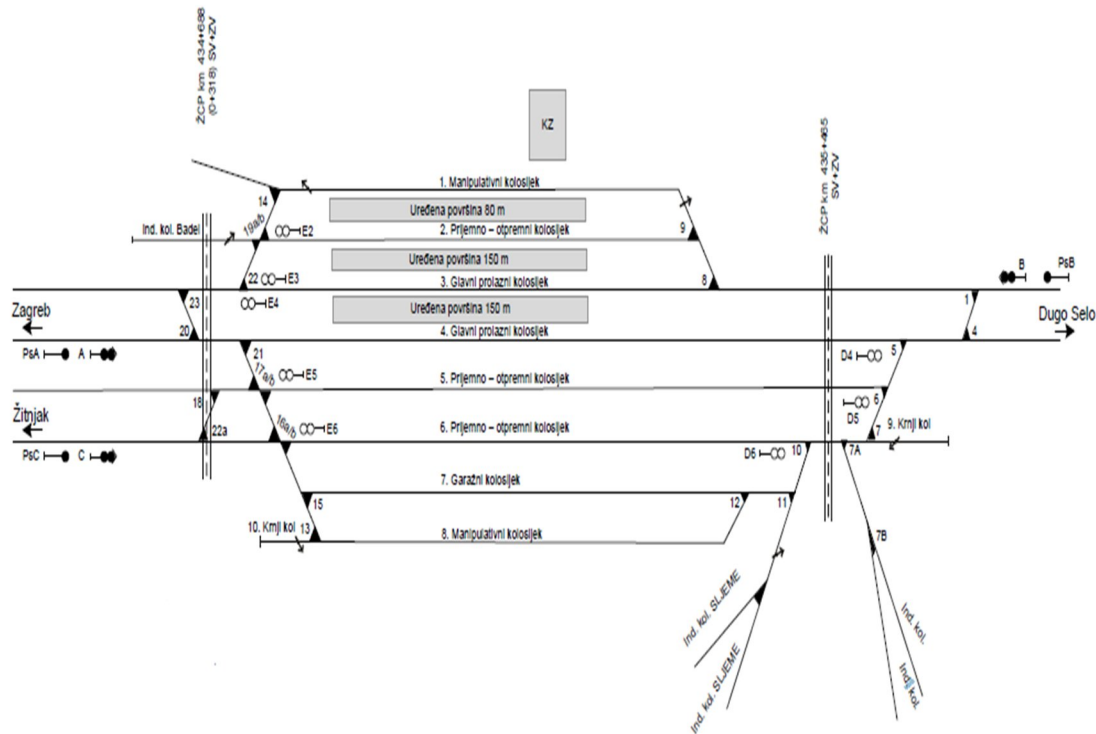 ŽCP km 434+688
(0+318) SV+ZV
KZ
ŽCP km 435+465
SV+ZV
1. Manipulativni kolosijek
14
Uređena površina 80 m
19a/b
E2
2. Prijemno – otpremni kolosijek
9
Ind. kol. Badel
Uređena površina 150 m
22
E3
3. Glavni prolazni kolosijek
8
B
PsB
23
E4
Uređena površina 150 m
1
Zagreb
20
4. Glavni prolazni kolosijek
4
Dugo Selo
PsA
A
21
D4
5
17a/b
E5
5. Prijemno – otpremni kolosijek
18
D5
6
Žitnjak
22a
16a/b
E6
6. Prijemno – otpremni kolosijek
7
9. Krnji kol
PsC
C
D6
10
7A
7. Garažni kolosijek
15
12
11
10. Krnji kol
13
8. Manipulativni kolosijek
7B
Ind. kol. SLJEME
Ind. kol. SLJEME
Ind. kol.
Ind. kol.